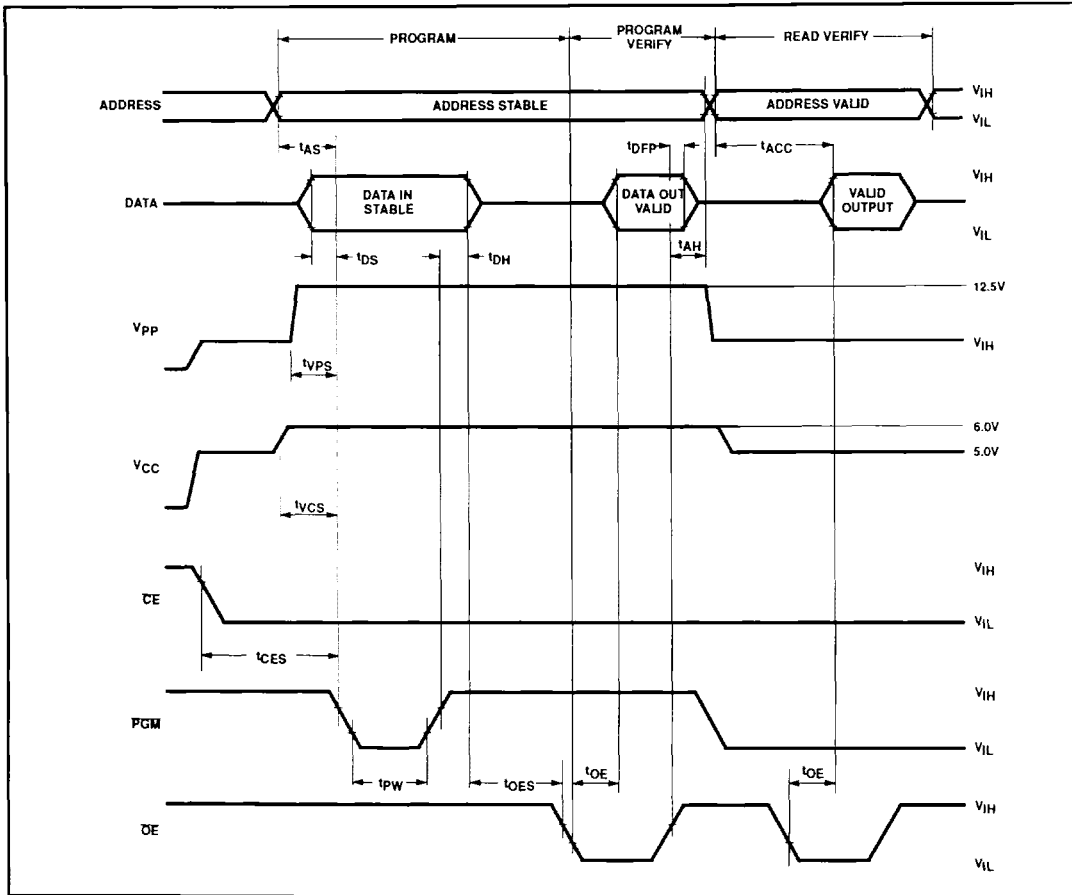 PROGRAM
PROGRAM
VERIFY
READ VERIFY
ADDRESS
ADDRESS STABLE
ADDRESS VALID
VIH
VIL
tAS
tDFP
tACC
DATA
DATA IN
STABLE
DATA OUT
VALID
VALID
OUTPUT
VIH
VIL
tDS
tDH
tAH
VPP
12.5V
VIH
tVPS
VCC
6.0V
5.0V
tVCS
CE
VIH
VIL
tCES
PGM
VIH
VIL
tPW
tOES
tOE
tOE
OE
VIH
VIL